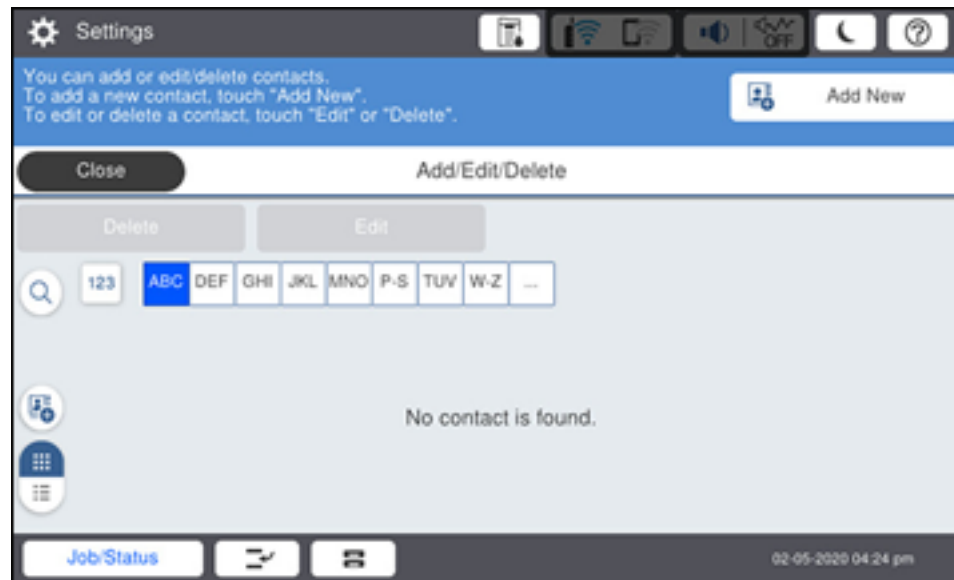 Settings
OFF
You can add or edit/delete contacts.
To add a new contact, touch "Add New".
To edit or delete a contact, touch "Edit" or "Delete".
Add New
Close
Add/Edit/Delete
Delete
Edit
123
ABC
DEF
GHI
JKL
MNO
P-S
TUV
W-Z
...
No contact is found.
Job/Status
02-05-2020 04:24 pm